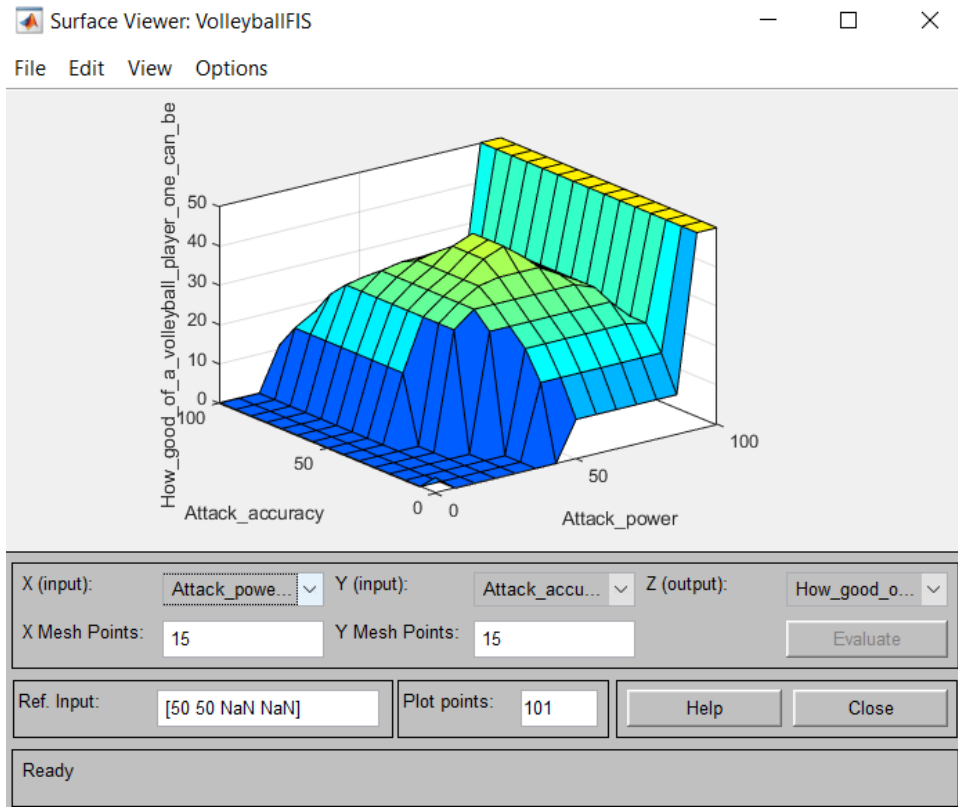 Surface Viewer: VolleyballFIS
File Edit View Options
How_good_of_a_volleyball_player_one_can_be
50
40
30
20
10
0
100
50
0
Attack_accuracy
0
50
100
Attack_power
X (input): Attack_powe... Y (input): Attack_accu... Z (output): How_good_o...
X Mesh Points: 15 Y Mesh Points: 15 Evaluate
Ref. Input: [50 50 NaN NaN] Plot points: 101 Help Close
Ready